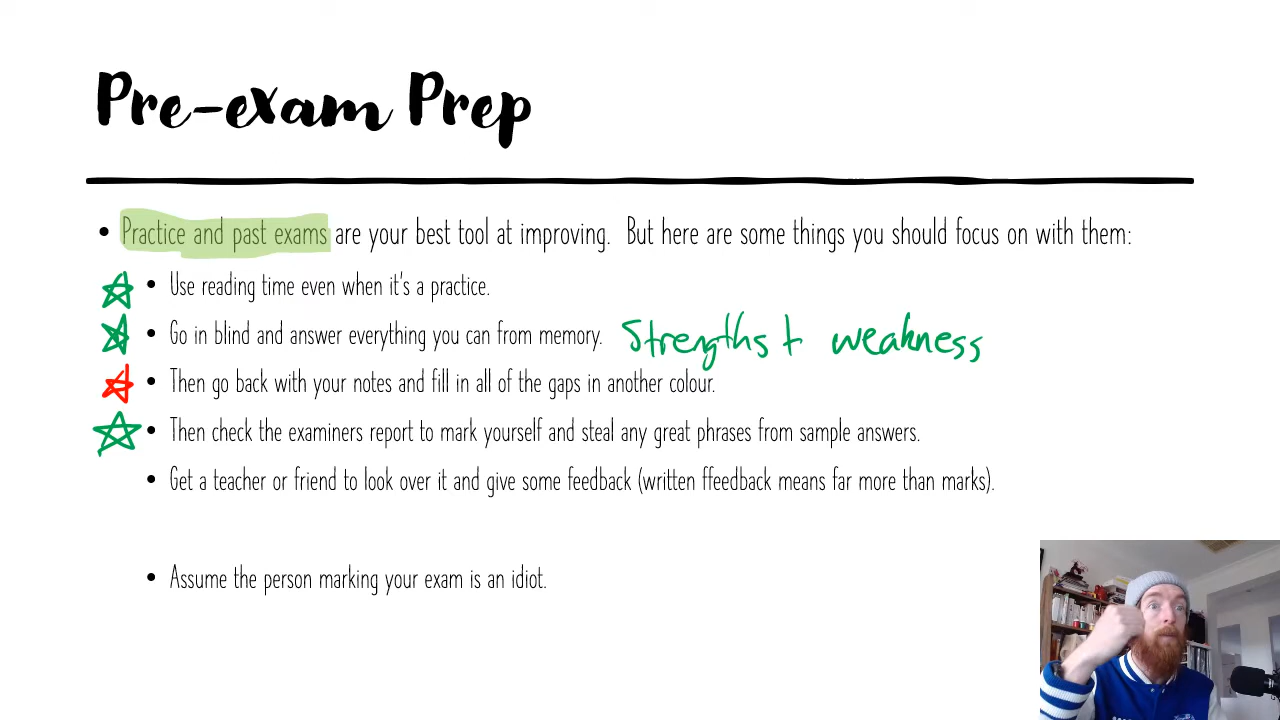 Pre-exam Prep
• Practice and past exams are your best tool at improving. But here are some things you should focus on with them:
• Use reading time even when it's a practice.
• Go in blind and answer everything you can from memory. Strengths + weakness
• Then go back with your notes and fill in all of the gaps in another colour.
• Then check the examiners report to mark yourself and steal any great phrases from sample answers.
• Get a teacher or friend to look over it and give some feedback (written ffeedback means far more than marks).
• Assume the person marking your exam is an idiot.